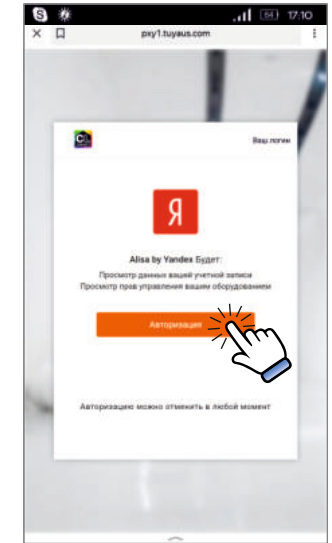 64 17:10
pxy1.tuyaus.com
Ваш логин
Я
Alisa by Yandex Будет:
Просмотр данных вашей учетной записи
Просмотр прав управления вашим оборудованием
Авторизация
Авторизацию можно отменить в любой момент